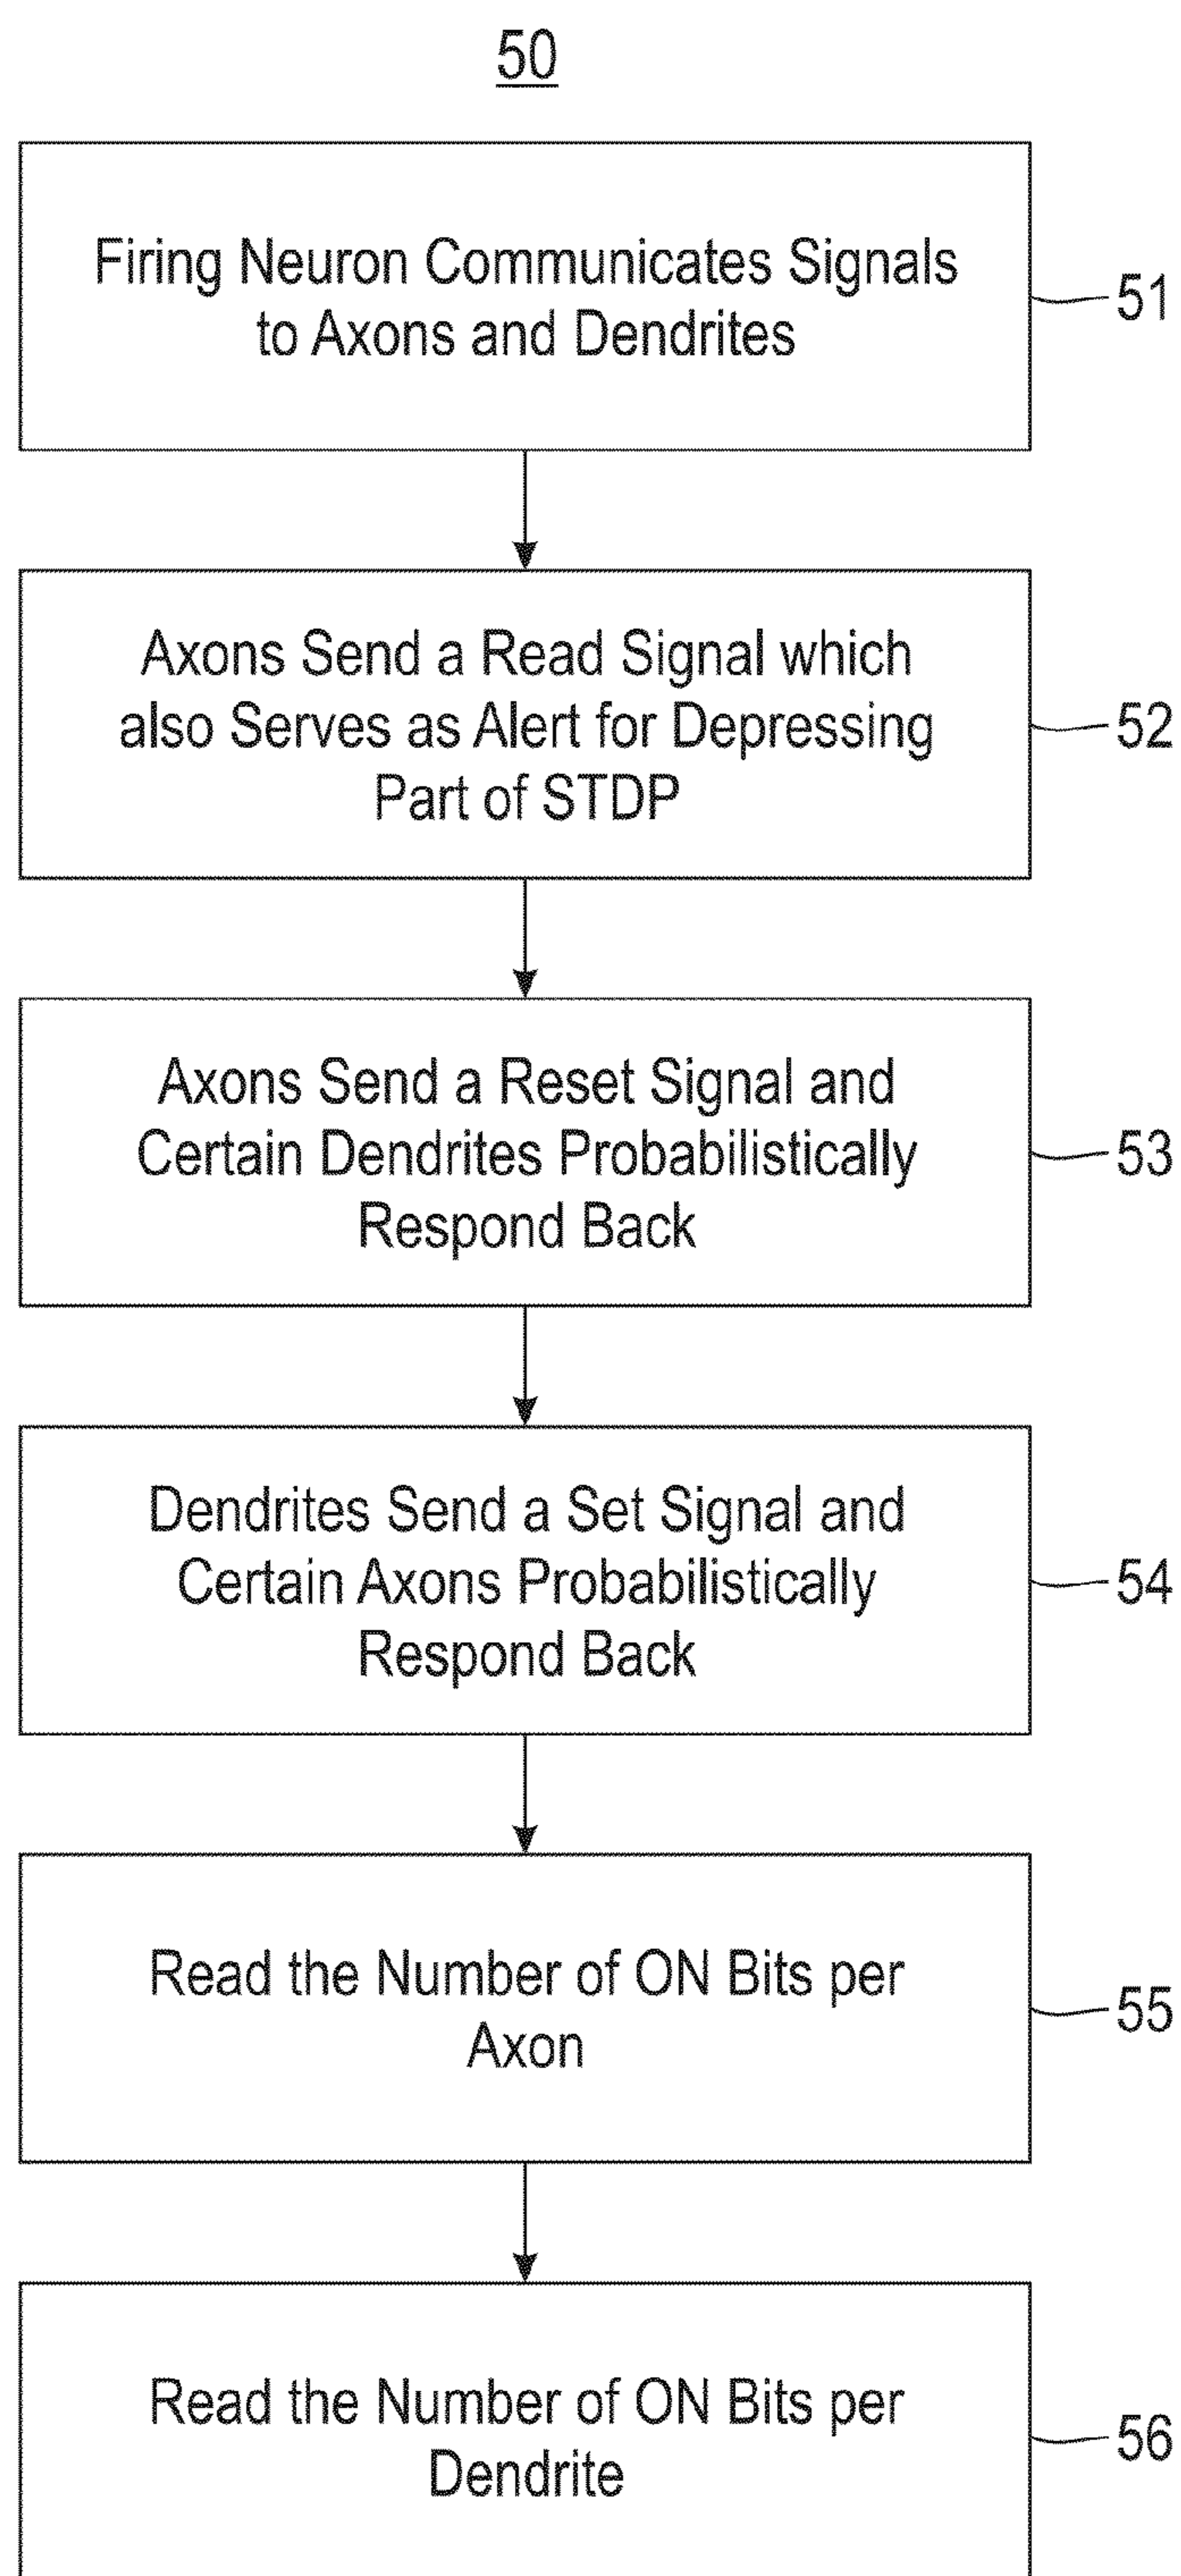 50
Firing Neuron Communicates Signals
to Axons and Dendrites
51
Axons Send a Read Signal which
also Serves as Alert for Depressing
Part of STDP
52
Axons Send a Reset Signal and
Certain Dendrites Probabilistically
Respond Back
53
Dendrites Send a Set Signal and
Certain Axons Probabilistically
Respond Back
54
Read the Number of ON Bits per
Axon
55
Read the Number of ON Bits per
Dendrite
56